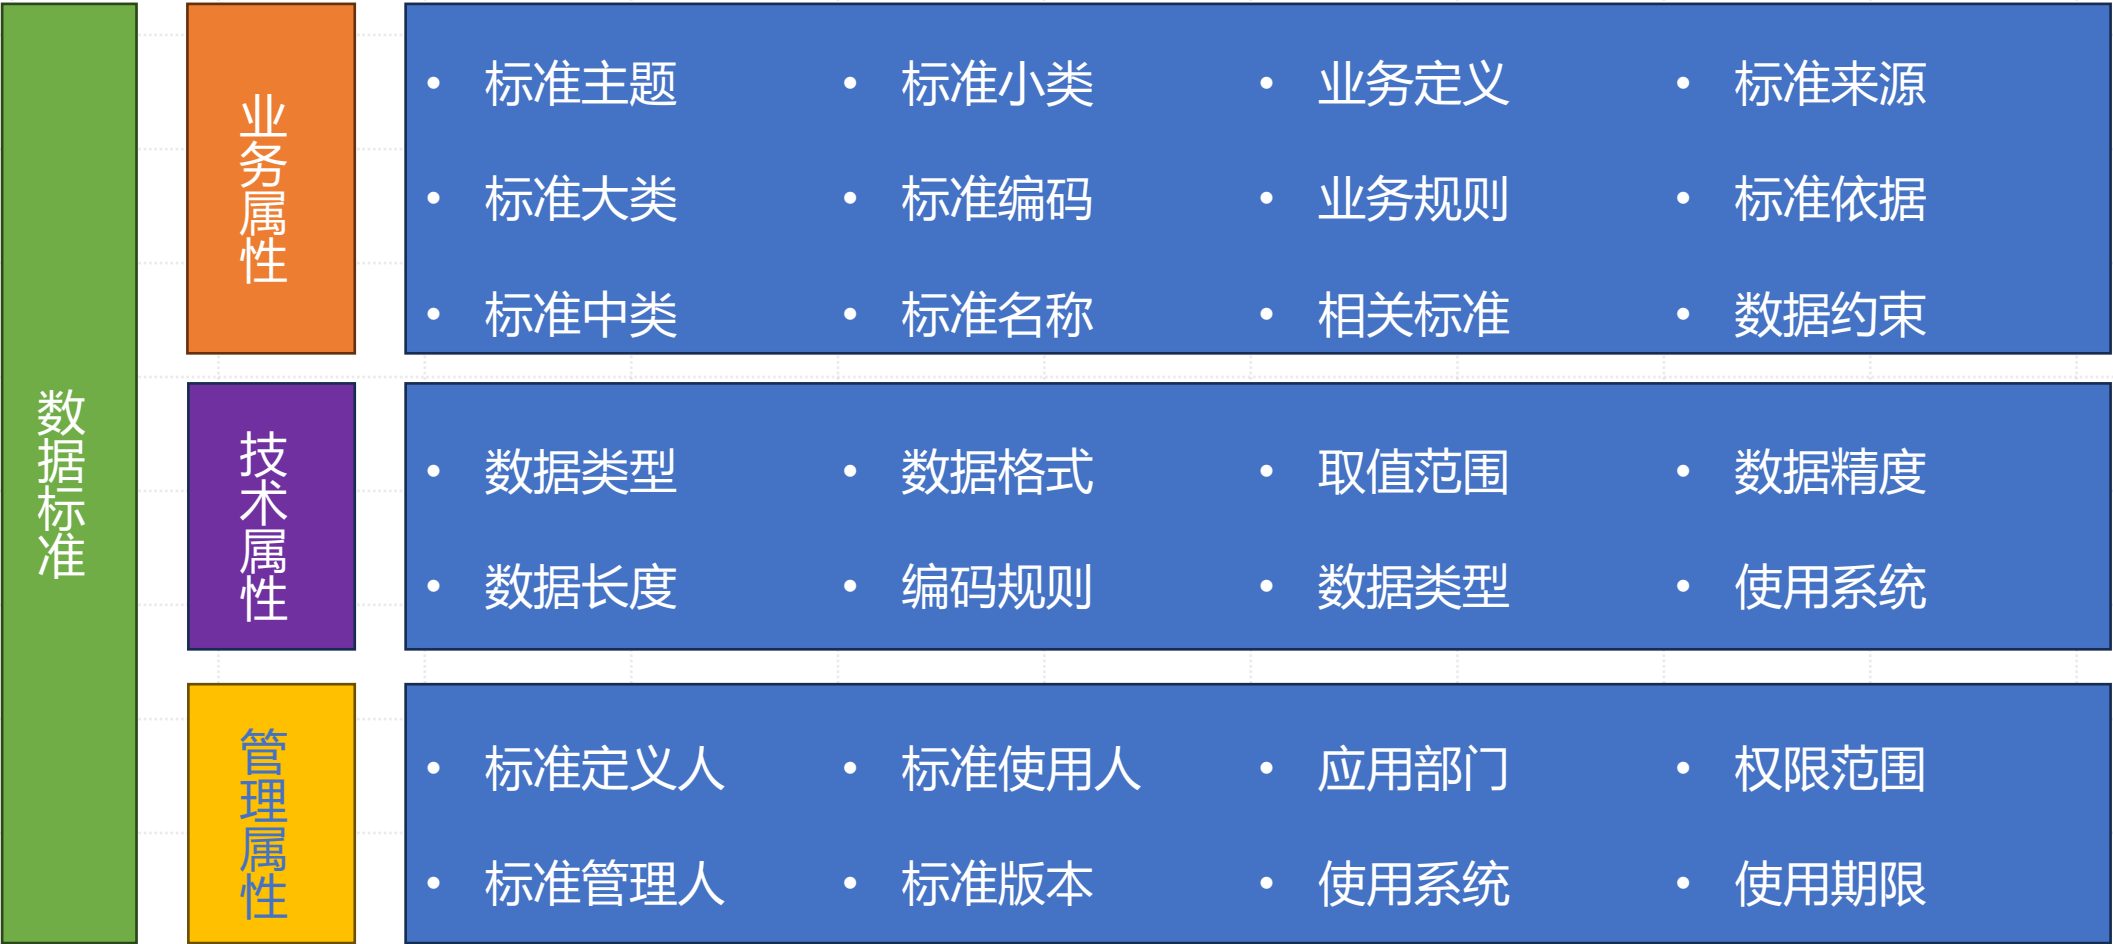 数据标准
业务属性
标准主题
标准大类
标准中类
标准小类
标准编码
标准名称
业务定义
业务规则
相关标准
标准来源
标准依据
数据约束
技术属性
数据类型
数据长度
数据格式
编码规则
取值范围
数据类型
数据精度
使用系统
管理属性
标准定义人
标准管理人
标准使用人
标准版本
应用部门
使用系统
权限范围
使用期限